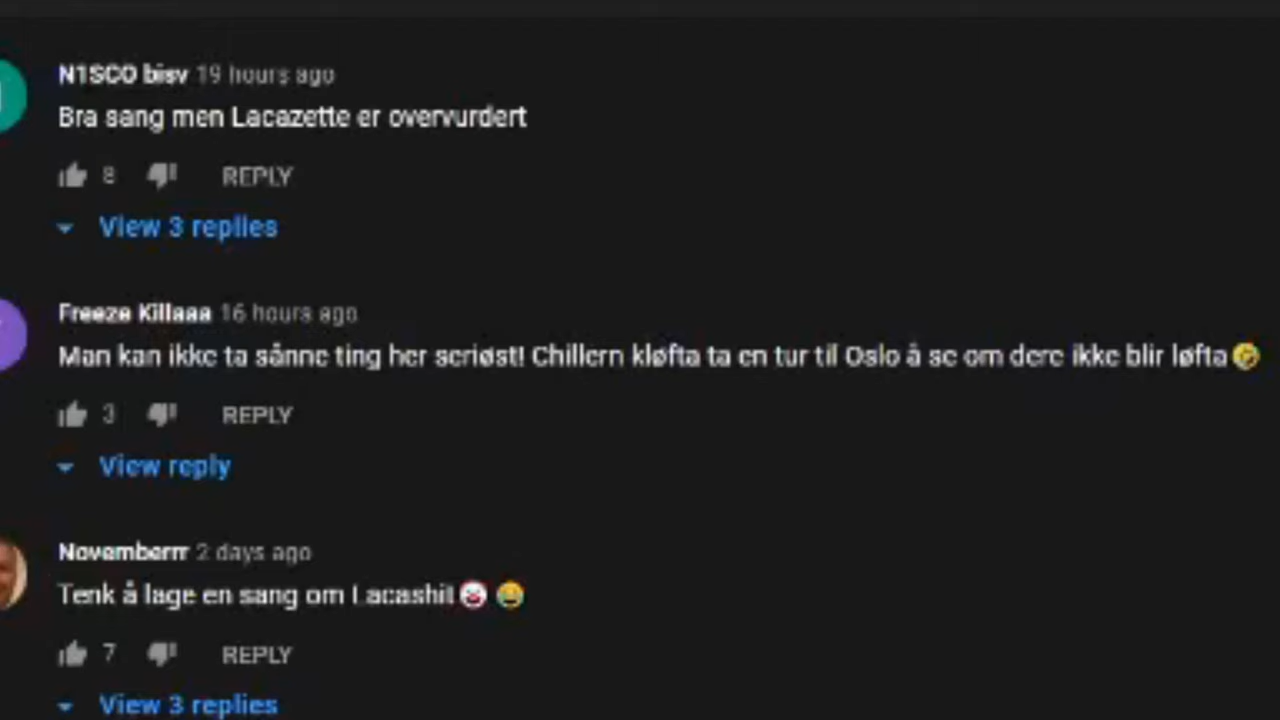 N1SCO bisv 19 hours ago
Bra sang men Lacazette er overvurdert
8 REPLY
View 3 replies
Freeze Killaaa 16 hours ago
Man kan ikke ta sånne ting her seriøst! Chillern kløfta ta en tur til Oslo å se om dere ikke blir løfta🤣
3 REPLY
View reply
Novemberrr 2 days ago
Tenk å lage en sang om Lacashit🤡 😂
7 REPLY
View 3 replies